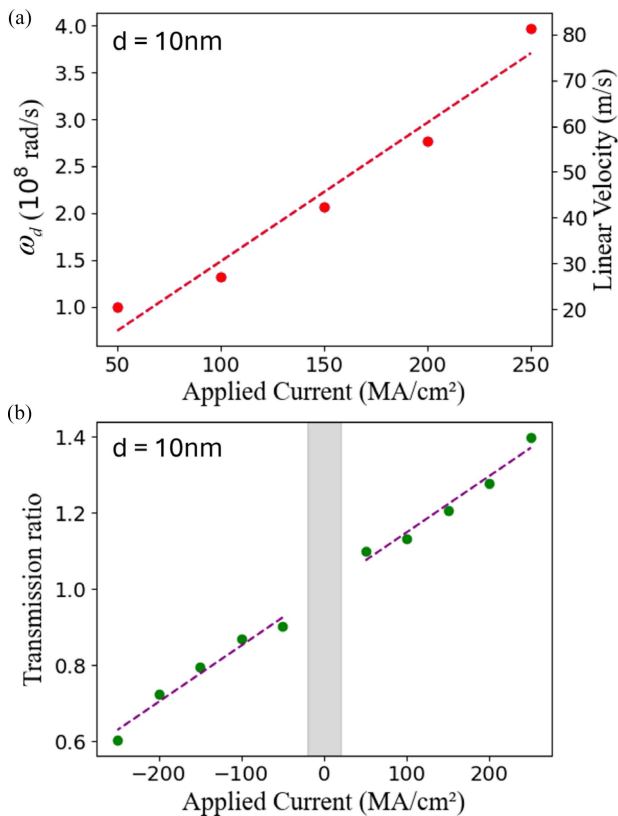 (a)
d = 10nm
4.0
3.5
3.0
2.5
2.0
1.5
1.0
ω_d (10⁸ rad/s)
80
70
60
50
40
30
20
Linear Velocity (m/s)
50 100 150 200 250
Applied Current (MA/cm²)
(b)
d = 10nm
1.4
1.2
1.0
0.8
0.6
Transmission ratio
−200 −100 0 100 200
Applied Current (MA/cm²)